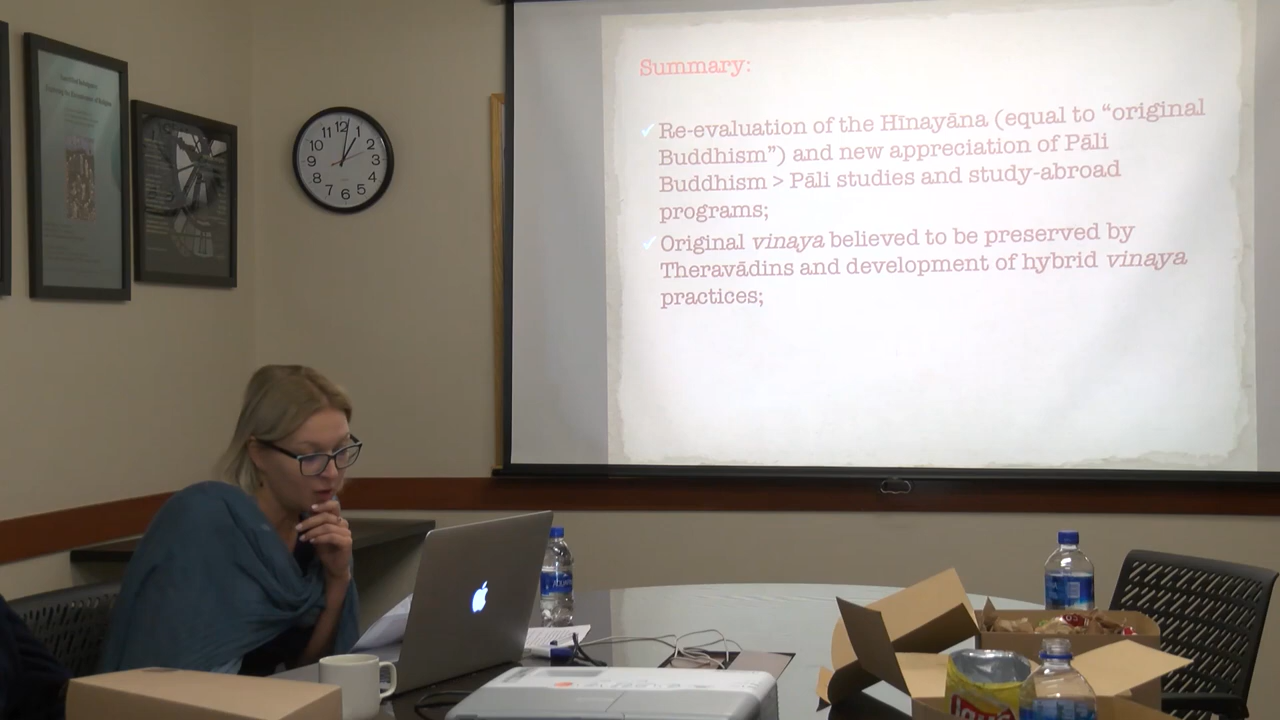 Summary:
Re-evaluation of the Hīnayāna (equal to “original
Buddhism”) and new appreciation of Pāli
Buddhism > Pāli studies and study-abroad
programs;
Original vinaya believed to be preserved by
Theravādins and development of hybrid vinaya
practices;
12
1
2
3
4
5
6
7
8
9
10
11
Lay's